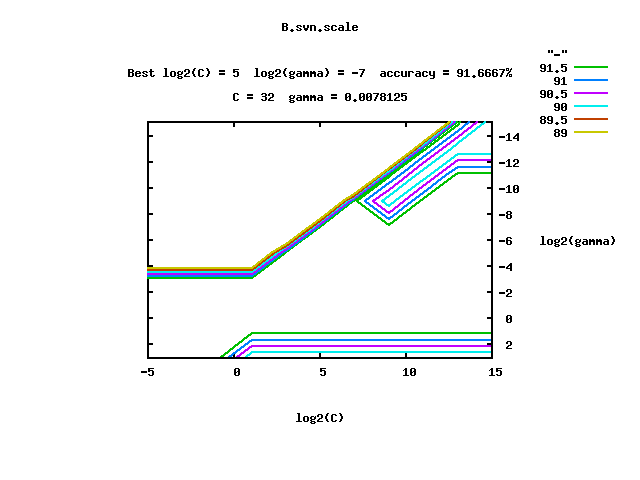 B.svn.scale
"-"
Best log2(C) = 5 log2(gamma) = -7 accuracy = 91.6667%
91.5
91
C = 32 gamma = 0.0078125
90.5
90
89.5
89
-14
-12
-10
-8
-6
log2(gamma)
-4
-2
0
2
-5 0 5 10 15
log2(C)